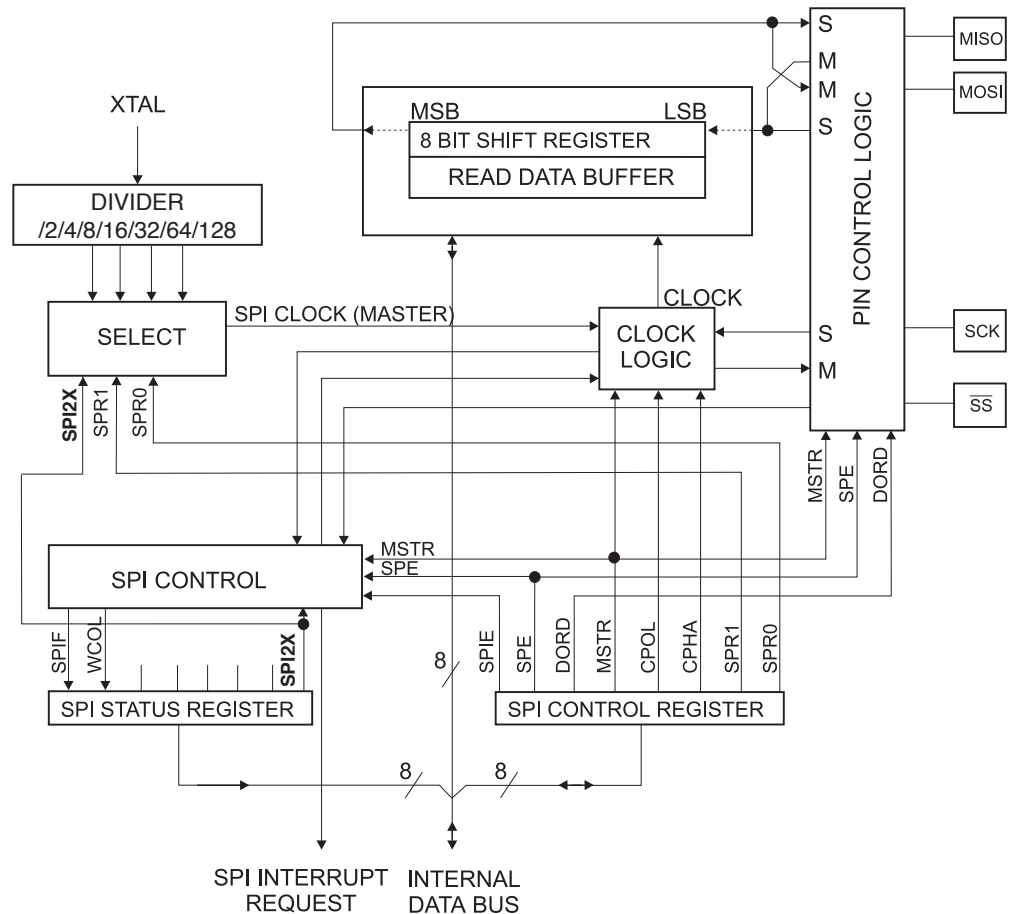 S
MISO
M
M
MOSI
S
XTAL
MSB
LSB
8 BIT SHIFT REGISTER
READ DATA BUFFER
PIN CONTROL LOGIC
DIVIDER
/2/4/8/16/32/64/128
SPI CLOCK (MASTER)
CLOCK
SELECT
CLOCK
LOGIC
S
M
SCK
SS
SPI2X
SPR1
SPR0
MSTR
SPE
DORD
MSTR
SPE
SPI CONTROL
SPIF
WCOL
SPI2X
8
SPIE
SPE
DORD
MSTR
CPOL
CPHA
SPR1
SPR0
SPI STATUS REGISTER
SPI CONTROL REGISTER
8
8
SPI INTERRUPT
REQUEST
INTERNAL
DATA BUS